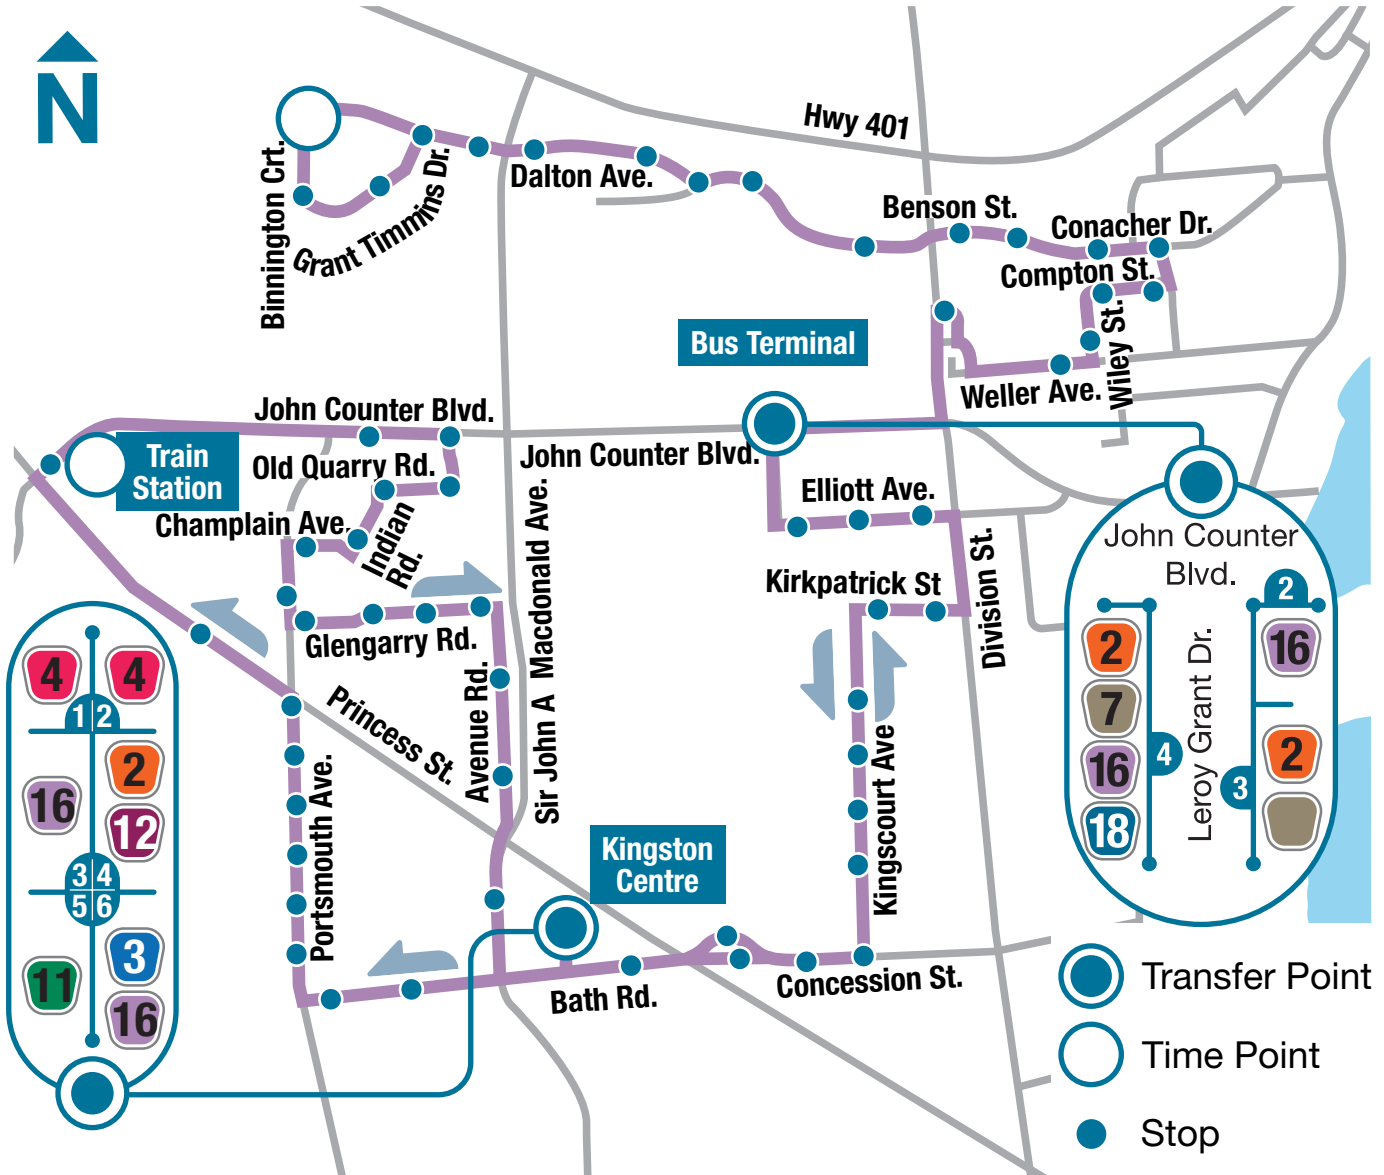 N
Hwy 401
Binnington Crt.
Grant Timmins Dr.
Dalton Ave.
Benson St.
Conacher Dr.
Compton St.
Wiley St.
Weller Ave.
Bus Terminal
John Counter Blvd.
John Counter Blvd.
Train
Station
Old Quarry Rd.
Champlain Ave.
Indian
Rd.
Elliott Ave.
Kirkpatrick St
Division St.
Glengarry Rd.
Avenue Rd.
Sir John A Macdonald Ave.
Princess St.
Portsmouth Ave.
Kingscourt Ave
Kingston
Centre
Bath Rd.
Concession St.
4
4
1 2
2
16
12
3 4
5 6
3
11
16
John Counter
Blvd.
2
2
16
7
Leroy Grant Dr.
4
16
2
3
18
Transfer Point
Time Point
Stop